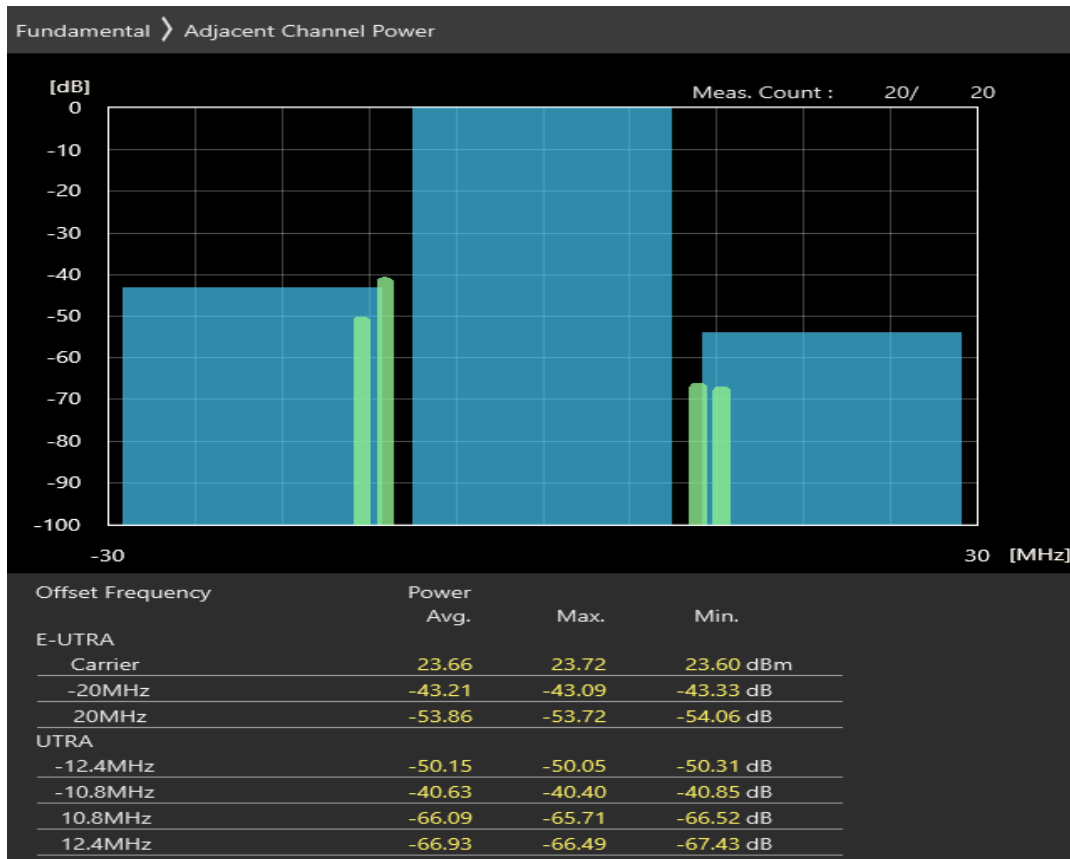 Fundamental 〉 Adjacent Channel Power
[dB]
Meas. Count : 20/ 20
0
-10
-20
-30
-40
-50
-60
-70
-80
-90
-100
-30 30 [MHz]
Offset Frequency Power
Avg. Max. Min.
E-UTRA
Carrier 23.66 23.72 23.60 dBm
-20MHz -43.21 -43.09 -43.33 dB
20MHz -53.86 -53.72 -54.06 dB
UTRA
-12.4MHz -50.15 -50.05 -50.31 dB
-10.8MHz -40.63 -40.40 -40.85 dB
10.8MHz -66.09 -65.71 -66.52 dB
12.4MHz -66.93 -66.49 -67.43 dB